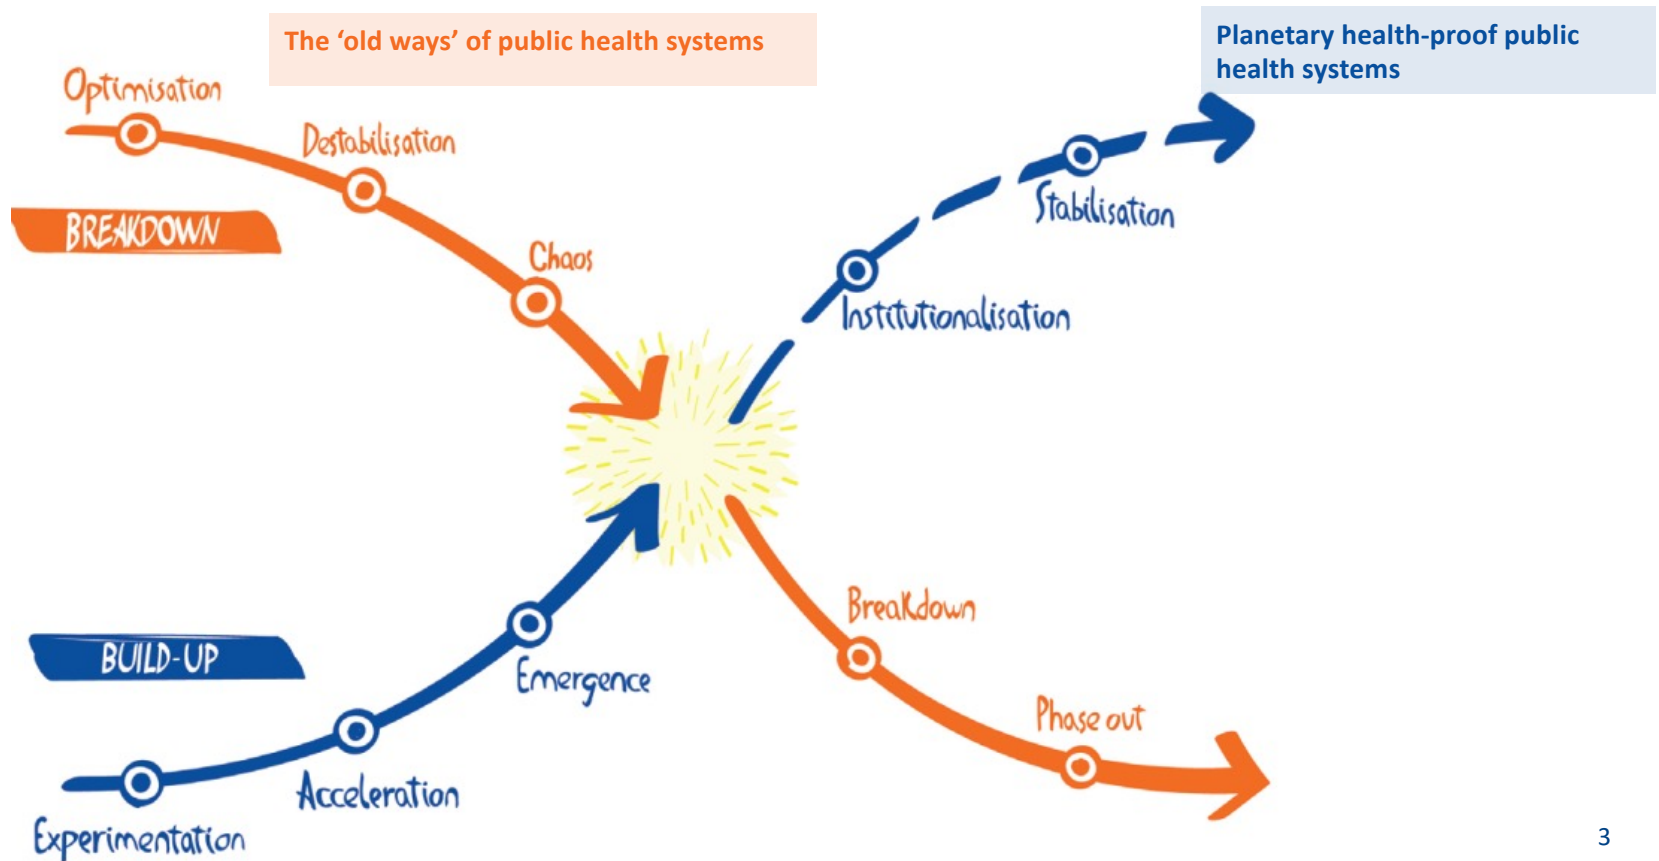 The ‘old ways’ of public health systems
Planetary health-proof public
health systems
Optimisation
Destabilisation
BREAKDOWN
Chaos
Stabilisation
Institutionalisation
BUILD-UP
Emergence
Acceleration
Experimentation
Breakdown
Phase out
3